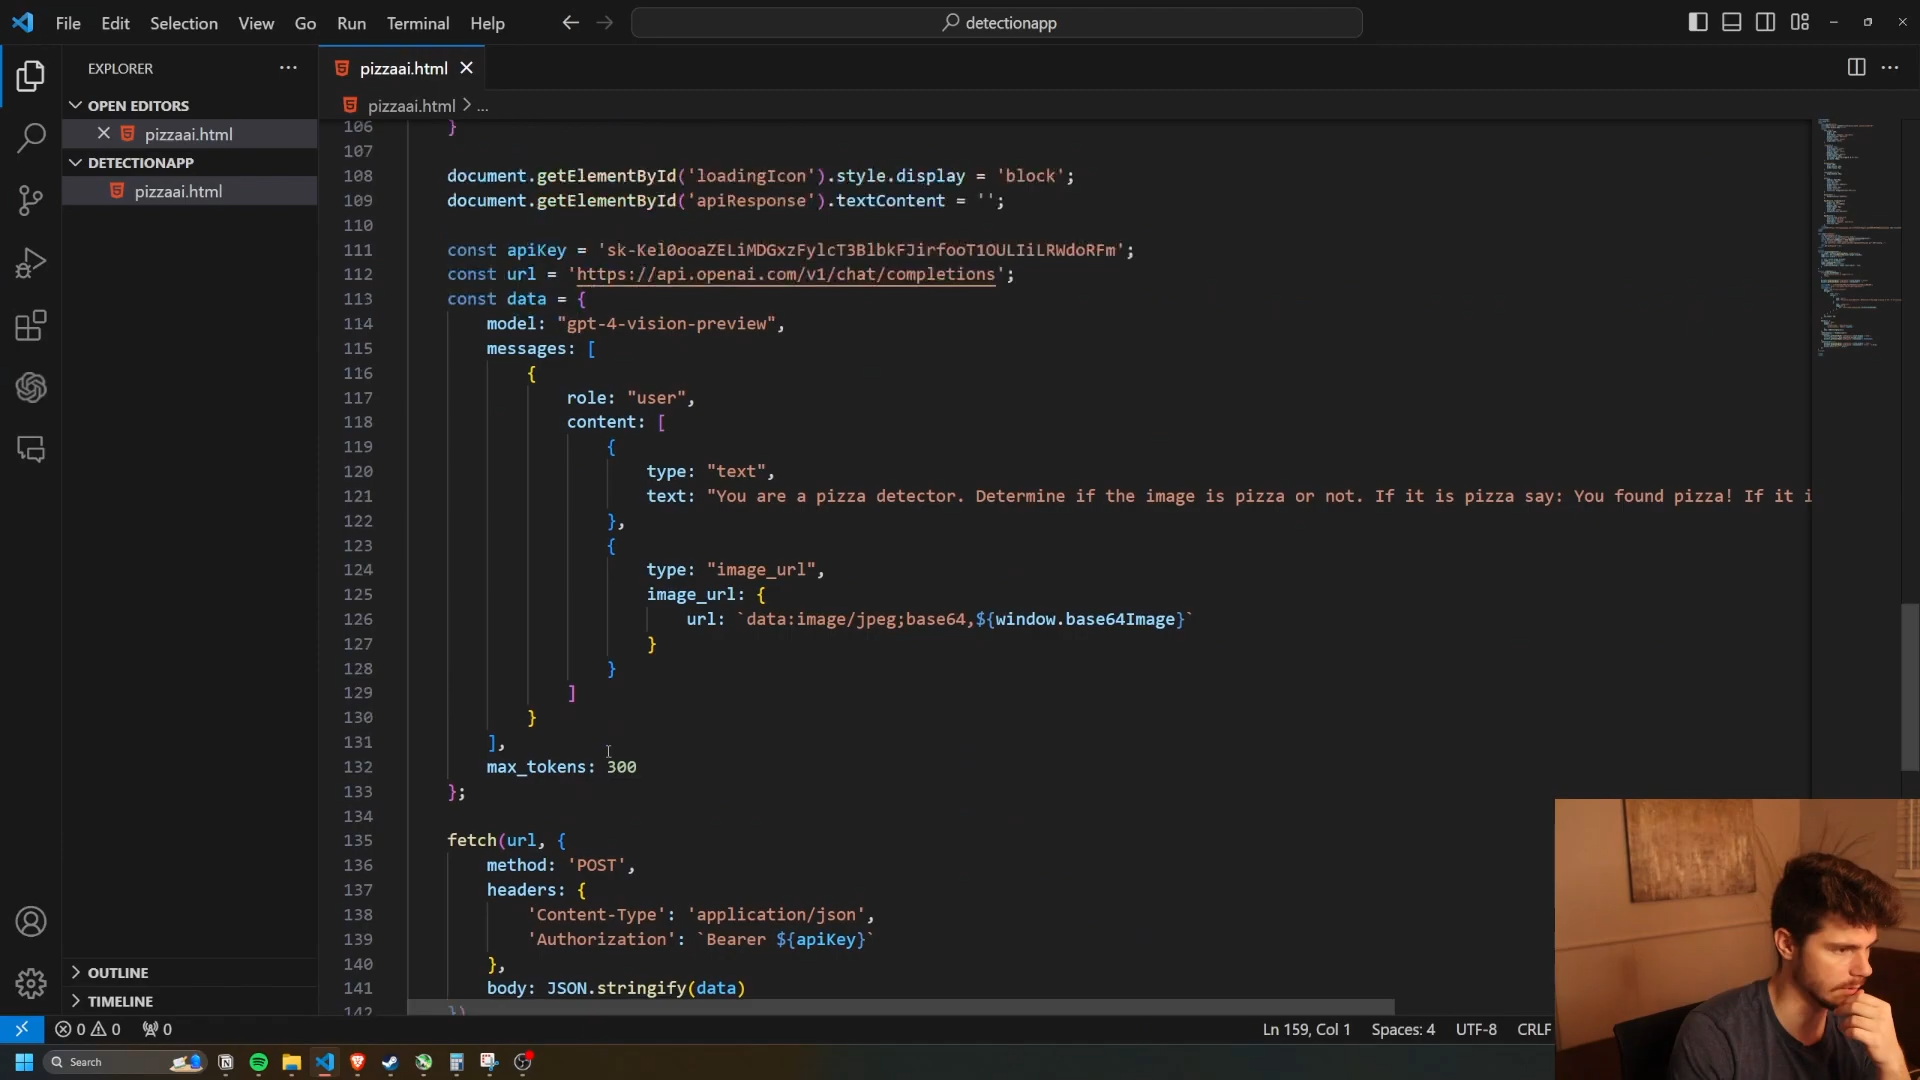 File Edit Selection View Go Run Terminal Help
detectionapp
EXPLORER
OPEN EDITORS
pizzaai.html
DETECTIONAPP
pizzaai.html
OUTLINE
TIMELINE
pizzaai.html
pizzaai.html > ...
106 }
107
108 document.getElementById('loadingIcon').style.display = 'block';
109 document.getElementById('apiResponse').textContent = '';
110
111 const apiKey = '';
112 const url = 'https://api.openai.com/v1/chat/completions';
113 const data = {
114 model: "gpt-4-vision-preview",
115 messages: [
116 {
117 role: "user",
118 content: [
119 {
120 type: "text",
121 text: "You are a pizza detector. Determine if the image is pizza or not. If it is pizza say: You found pizza! If it i
122 },
123 {
124 type: "image_url",
125 image_url: {
126 url: `data:image/jpeg;base64,${window.base64Image}`
127 }
128 }
129 ]
130 }
131 ],
132 max_tokens: 300
133 };
134
135 fetch(url, {
136 method: 'POST',
137 headers: {
138 'Content-Type': 'application/json',
139 'Authorization': `Bearer ${apiKey}`
140 },
141 body: JSON.stringify(data)
142 })
0 0 0
Ln 159, Col 1 Spaces: 4 UTF-8 CRLF
Search